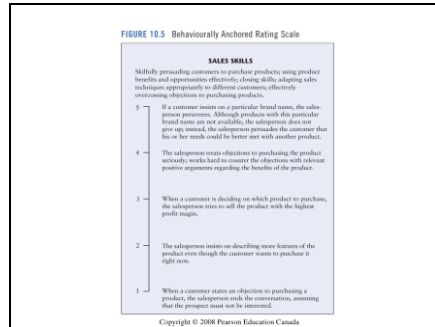 FIGURE 10.5 Behaviourally Anchored Rating Scale
SALES SKILLS
Skilfully persuading customers to purchase products; using product
benefits and opportunities effectively; closing skills; adapting sales
techniques appropriately to different customers; effectively
overcoming objections to purchasing products.
5 If a customer insists on a particular brand name, the sales-
person perseveres. Although products with this particular
brand name are not available, the salesperson does not
give up; instead, the salesperson persuades the customer that
his or her needs could be better met with another product.
4 The salesperson treats objections to purchasing the product
seriously; works hard to counter the objections with relevant
positive arguments regarding the benefits of the product.
3 When a customer is deciding on which product to purchase,
the salesperson tries to sell the product with the highest
profit magin.
2 The salesperson insists on describing more features of the
product even though the customer wants to purchase it
right now.
1 When a customer states an objection to purchasing a
product, the salesperson ends the conversation, assuming
that the prospect must not be interested.
Copyright © 2008 Pearson Education Canada